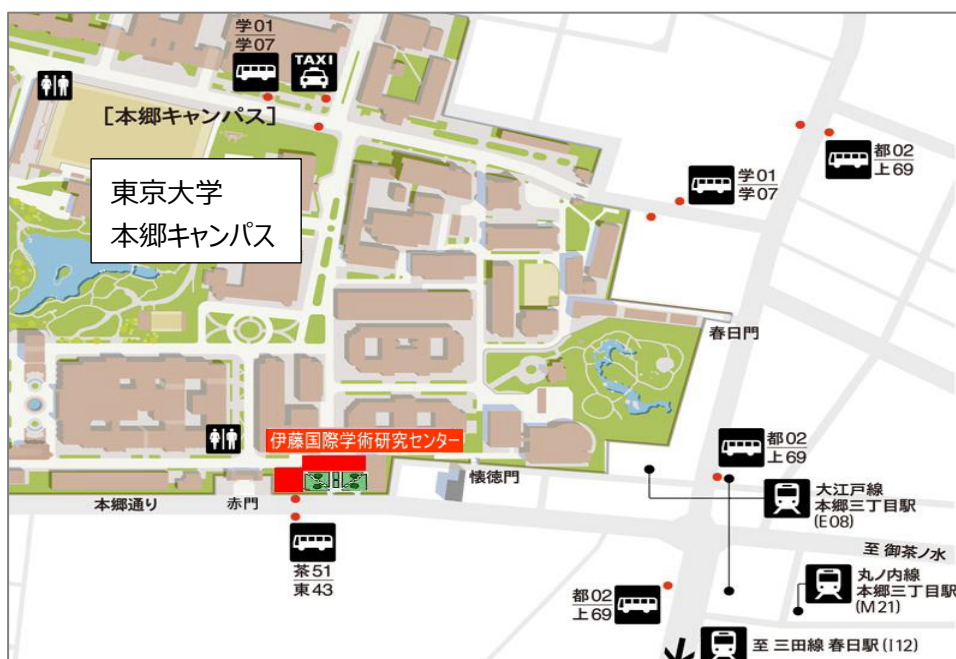 学01
学07
TAXI
[本郷キャンパス]
東京大学
本郷キャンパス
都02
上69
学01
学07
春日門
伊藤国際学術研究センター
都02
上69
懐徳門
大江戸線
本郷三丁目駅
(E08)
本郷通り
赤門
至 御茶ノ水
茶51
東43
丸ノ内線
本郷三丁目駅
(M21)
都02
上69
至 三田線 春日駅(I12)